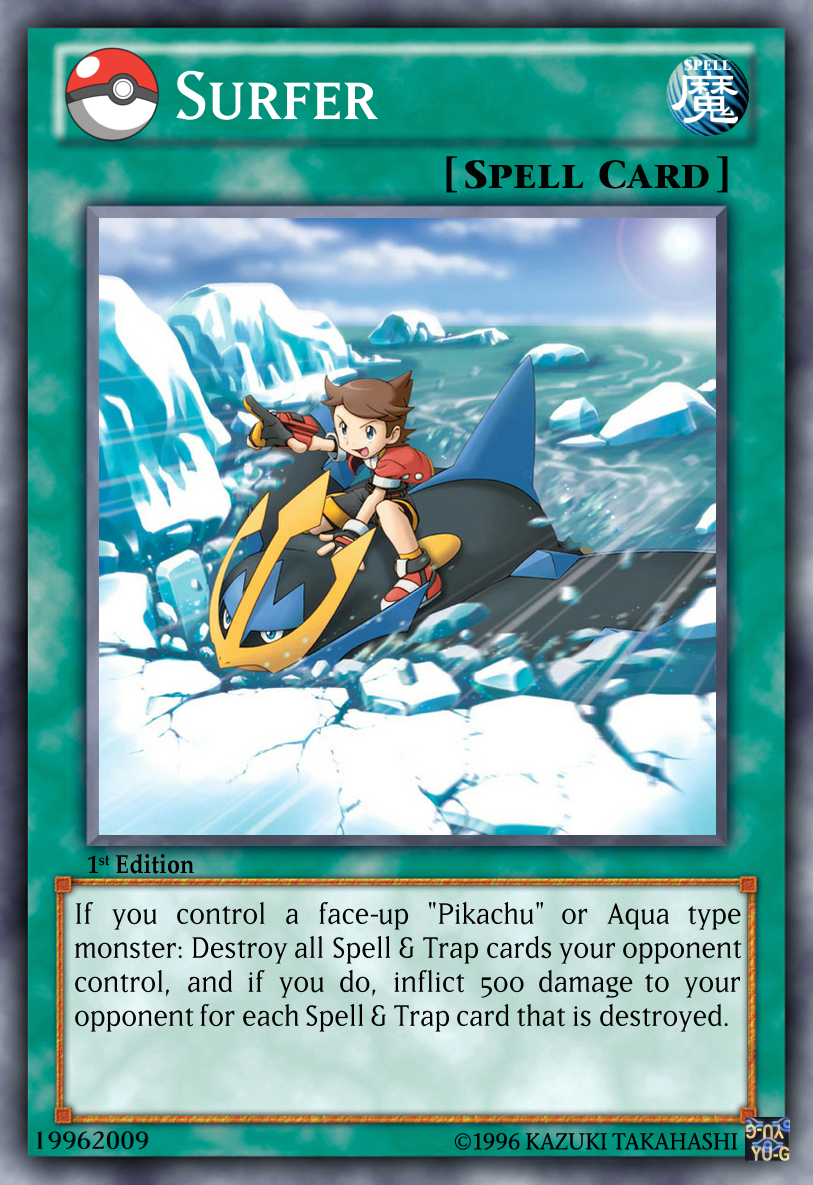 SURFER
SPELL
魔
[SPELL CARD]
1st Edition
If you control a face-up "Pikachu" or Aqua type
monster: Destroy all Spell & Trap cards your opponent
control, and if you do, inflict 500 damage to your
opponent for each Spell & Trap card that is destroyed.
19962009
©1996 KAZUKI TAKAHASHI
YU-G
YU-G